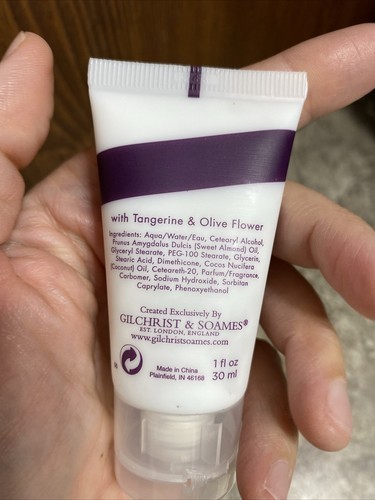 with Tangerine & Olive Flower
Ingredients: Aqua/Water/Eau, Cetearyl Alcohol,
Prunus Amygdalus Dulcis (Sweet Almond) Oil,
Glyceryl Stearate, PEG-100 Stearate, Glycerin,
Stearic Acid, Dimethicone, Cocos Nucifera
(Coconut) Oil, Ceteareth-20, Parfum/Fragrance,
Carbomer, Sodium Hydroxide, Sorbitan
Caprylate, Phenoxyethanol
Created Exclusively By
GILCHRIST & SOAMES®
EST. LONDON, ENGLAND
www.gilchristsoames.com
Made in China
Plainfield, IN 46168
1 fl oz
30 ml